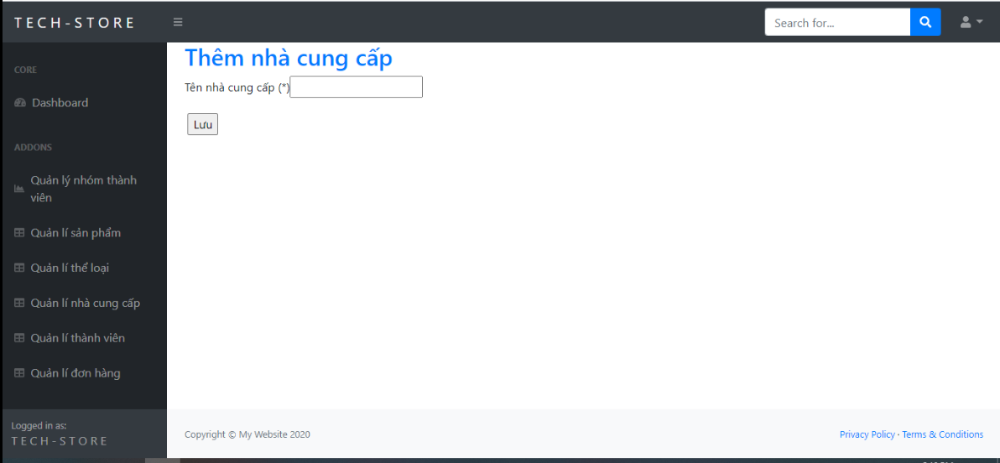 TECH-STORE
Search for...
CORE
Dashboard
ADDONS
Quản lý nhóm thành
viên
Quản lí sản phẩm
Quản lí thể loại
Quản lí nhà cung cấp
Quản lí thành viên
Quản lí đơn hàng
Logged in as:
TECH-STORE
Thêm nhà cung cấp
Tên nhà cung cấp (*)
Lưu
Copyright © My Website 2020
Privacy Policy · Terms & Conditions